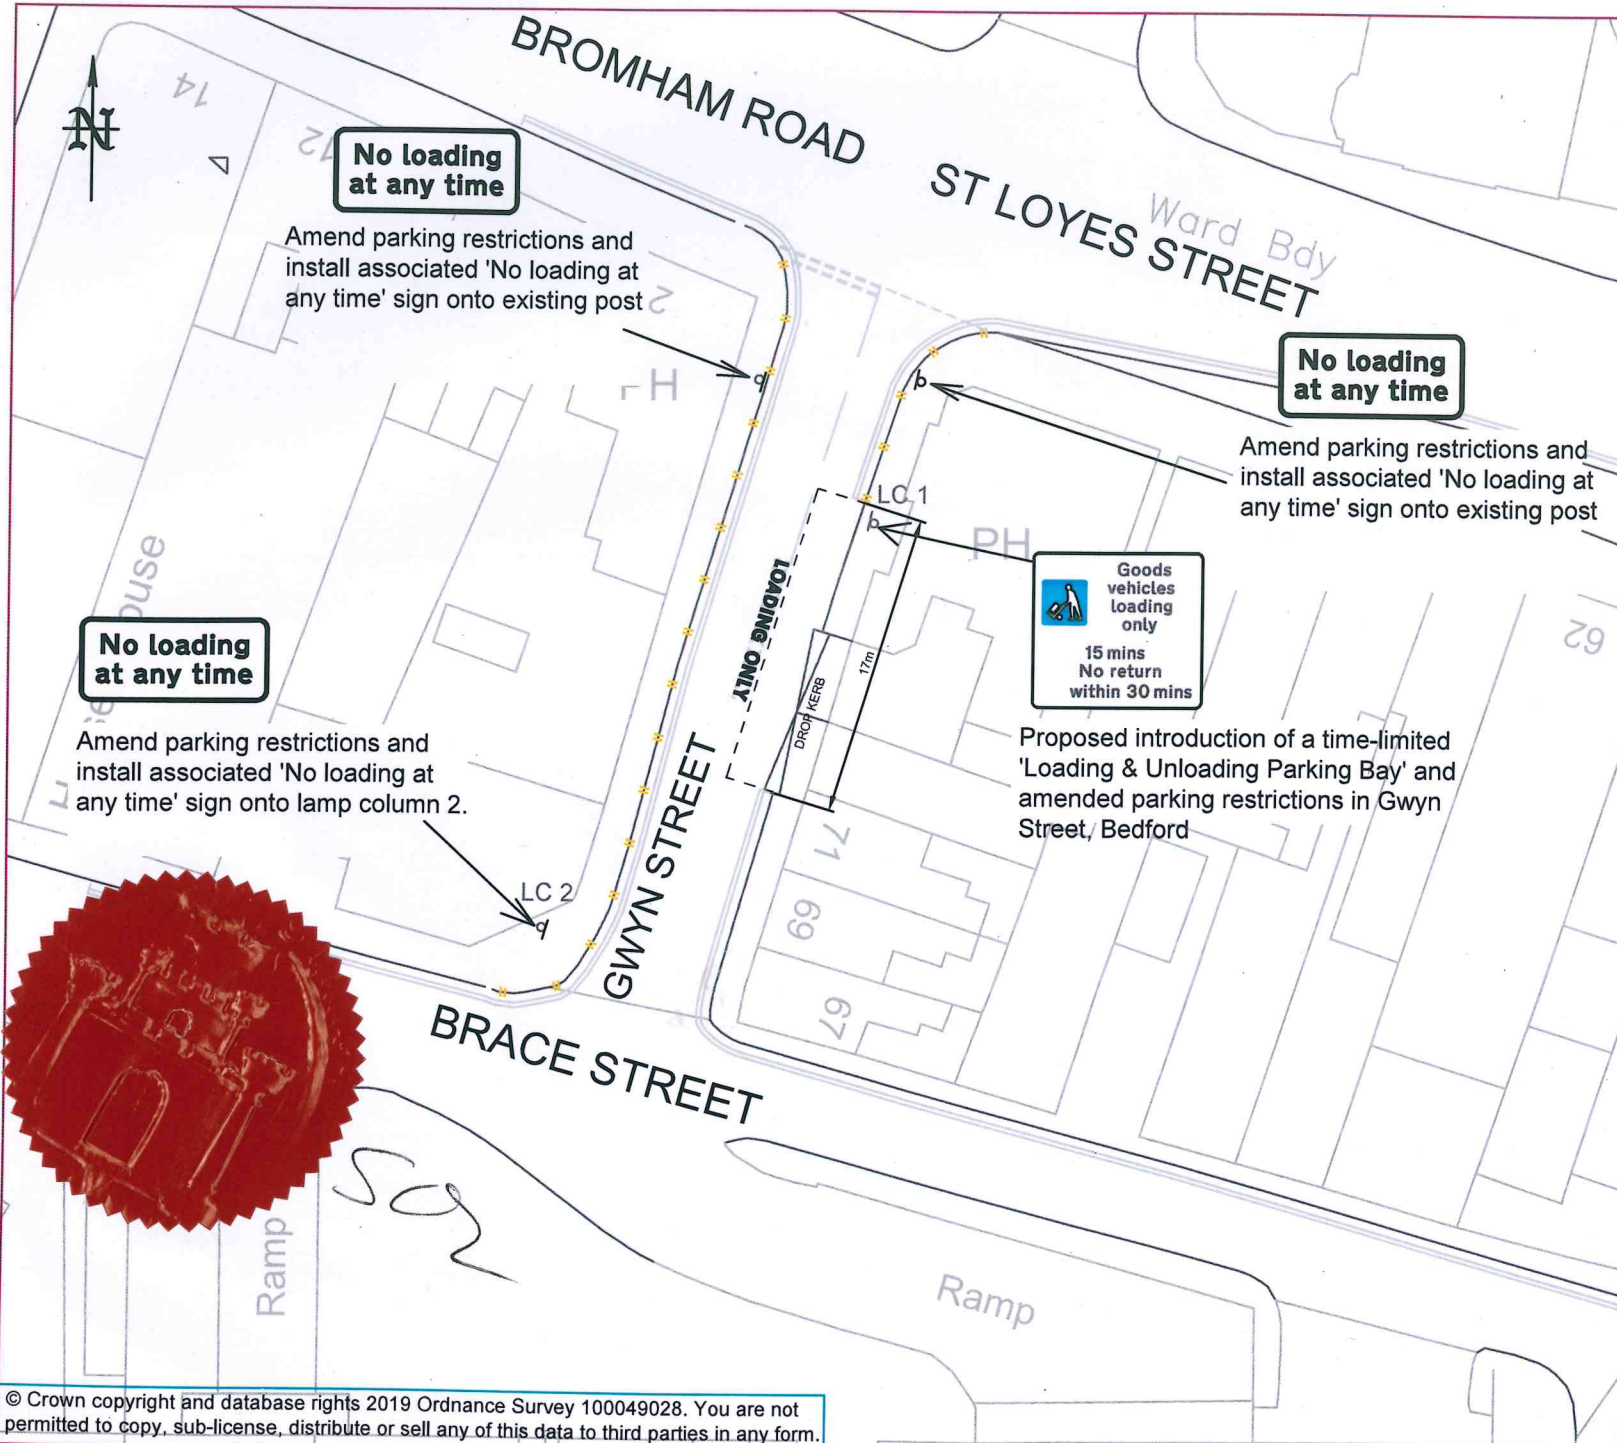 BROMHAM ROAD
ST LOYES STREET
Ward Bdy
N
14
12
No loading
at any time
Amend parking restrictions and
install associated 'No loading at
any time' sign onto existing post
2
H
No loading
at any time
Amend parking restrictions and
install associated 'No loading at
any time' sign onto existing post
LC 1
PH
Goods
vehicles
loading
only
15 mins
No return
within 30 mins
62
LOADING ONLY
17m
DROP KERB
Proposed introduction of a time-limited
'Loading & Unloading Parking Bay' and
amended parking restrictions in Gwyn
Street, Bedford
No loading
at any time
Amend parking restrictions and
install associated 'No loading at
any time' sign onto lamp column 2.
LC 2
GWYN STREET
71
69
67
BRACE STREET
Ramp
Ramp
© Crown copyright and database rights 2019 Ordnance Survey 100049028. You are not
permitted to copy, sub-license, distribute or sell any of this data to third parties in any form.